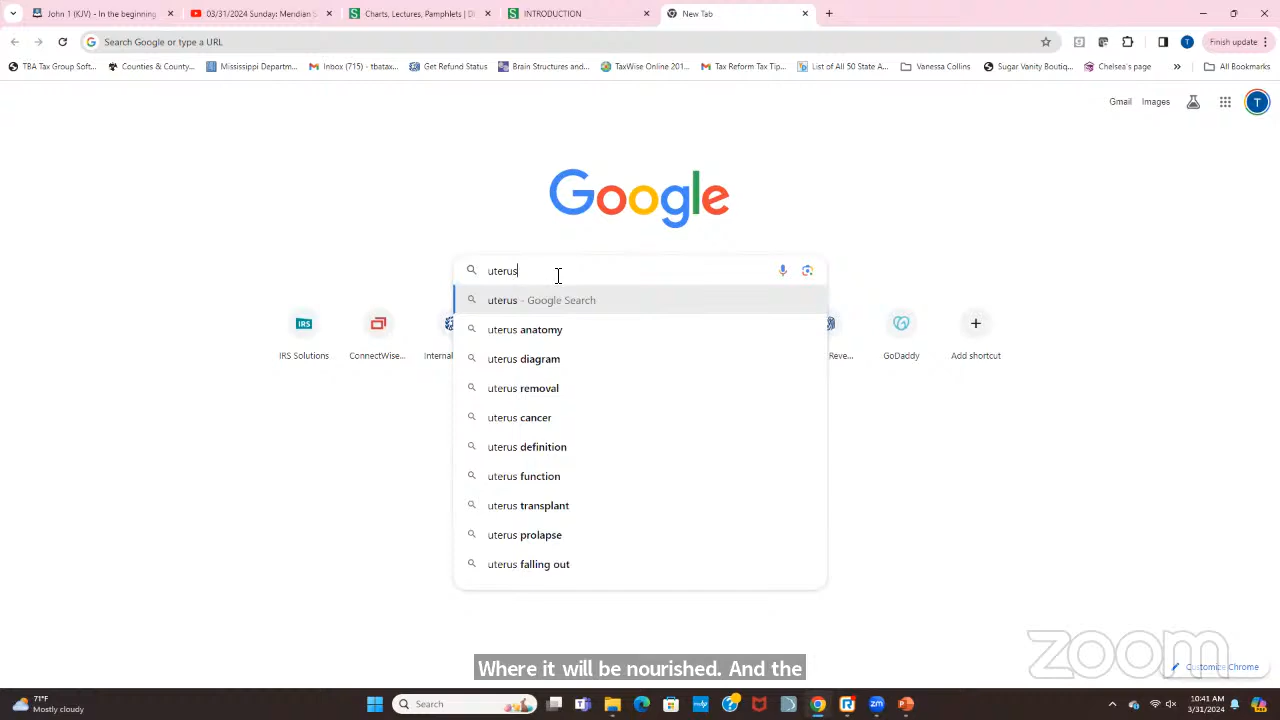 John 1 (KJV) - In the beginning
03/31/2024 Sunday: Meridian S
Charts, Lectures, Pamphlets | Di
INTRODUCTION
New Tab
Search Google or type a URL
Finish update
TBA Tax Group Soft...
Counties & County...
Mississippi Departm...
Inbox (715) - tbatax...
Get Refund Status
Brain Structures and...
TaxWise Online 201...
Tax Reform Tax Tip...
List of All 50 State A...
Vanessa Collins
Sugar Vanity Boutiq...
Chelsea's page
All Bookmarks
Gmail
Images
T
Google
uterus
uterus - Google Search
uterus anatomy
uterus diagram
uterus removal
uterus cancer
uterus definition
uterus function
uterus transplant
uterus prolapse
uterus falling out
IRS
IRS Solutions
ConnectWise...
Internal
Reve...
GoDaddy
Add shortcut
Where it will be nourished. And the
zoom
Customize Chrome
71°F
Mostly cloudy
Search
10:41 AM
3/31/2024